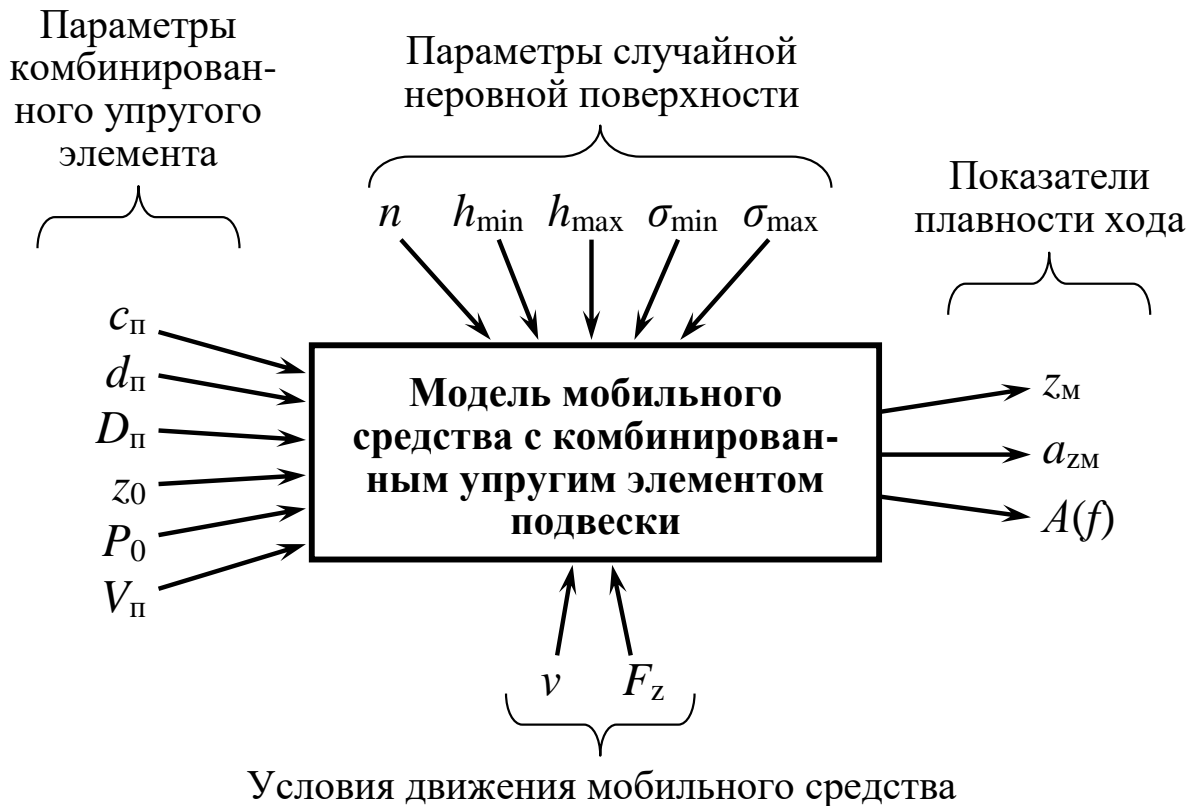 Параметры
комбинирован-
ного упругого
элемента
Параметры случайной
неровной поверхности
Показатели
плавности хода
n h_min h_max σ_min σ_max
c_п
d_п
D_п
z_0
P_0
V_п
Модель мобильного
средства с комбинирован-
ным упругим элементом
подвески
z_м
a_zм
A(f)
v F_z
Условия движения мобильного средства